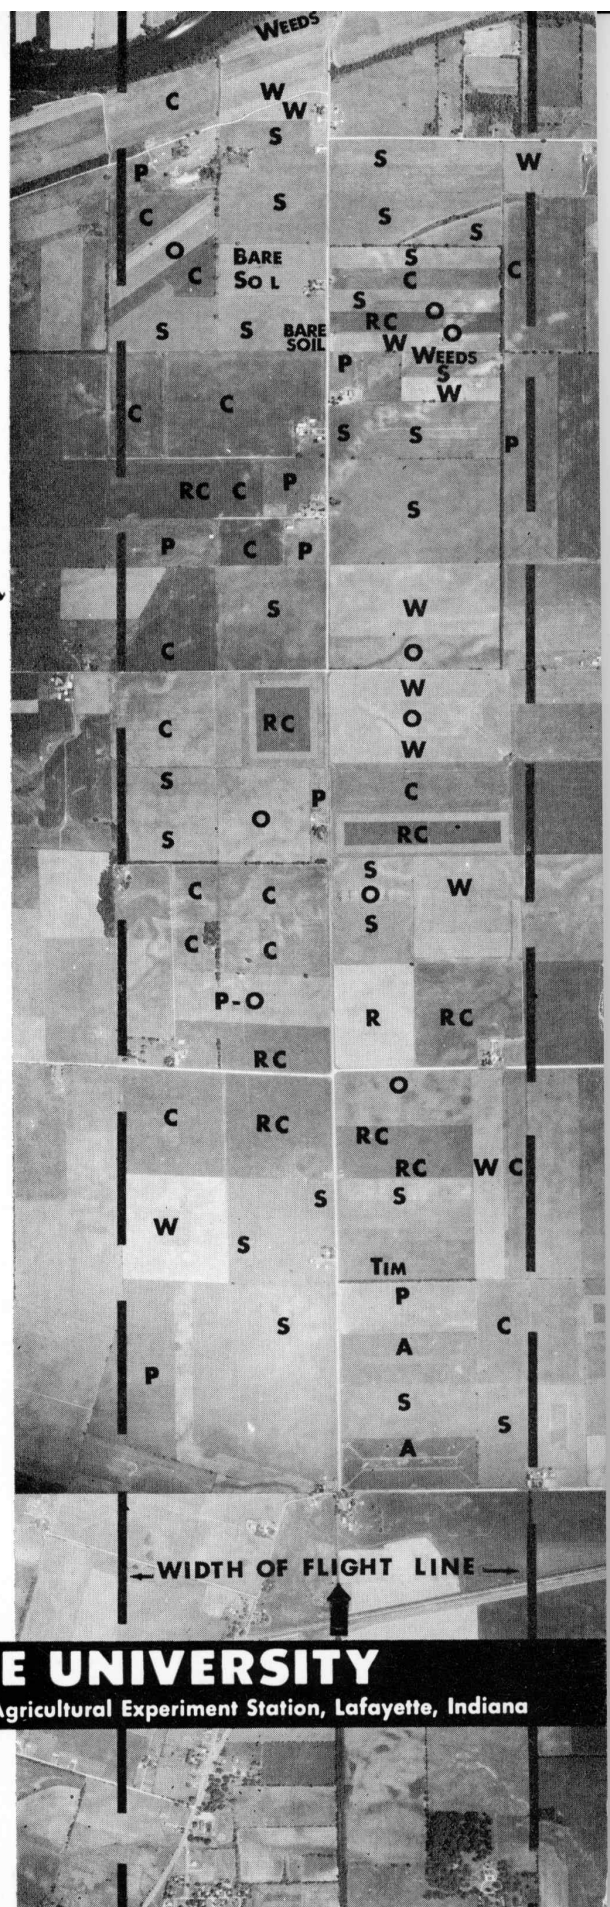 WEEDS
C W
W
S
S W
P
S
C S
S
O BARE S
C SO L C C
S O
RC O
S S BARE W
SOIL WEEDS
P S
W
C C
S S P
RC C P
S
P C P
S W
C O
W
C RC O
W
S C
P
O
S RC
S
C C O W
S
C C
P-O R RC
RC
O
C RC RC
RC W C
S S
W
S
TIM
P
S C
A
P
S
S
A
←WIDTH OF FLIGHT LINE→
E UNIVERSITY
Agricultural Experiment Station, Lafayette, Indiana